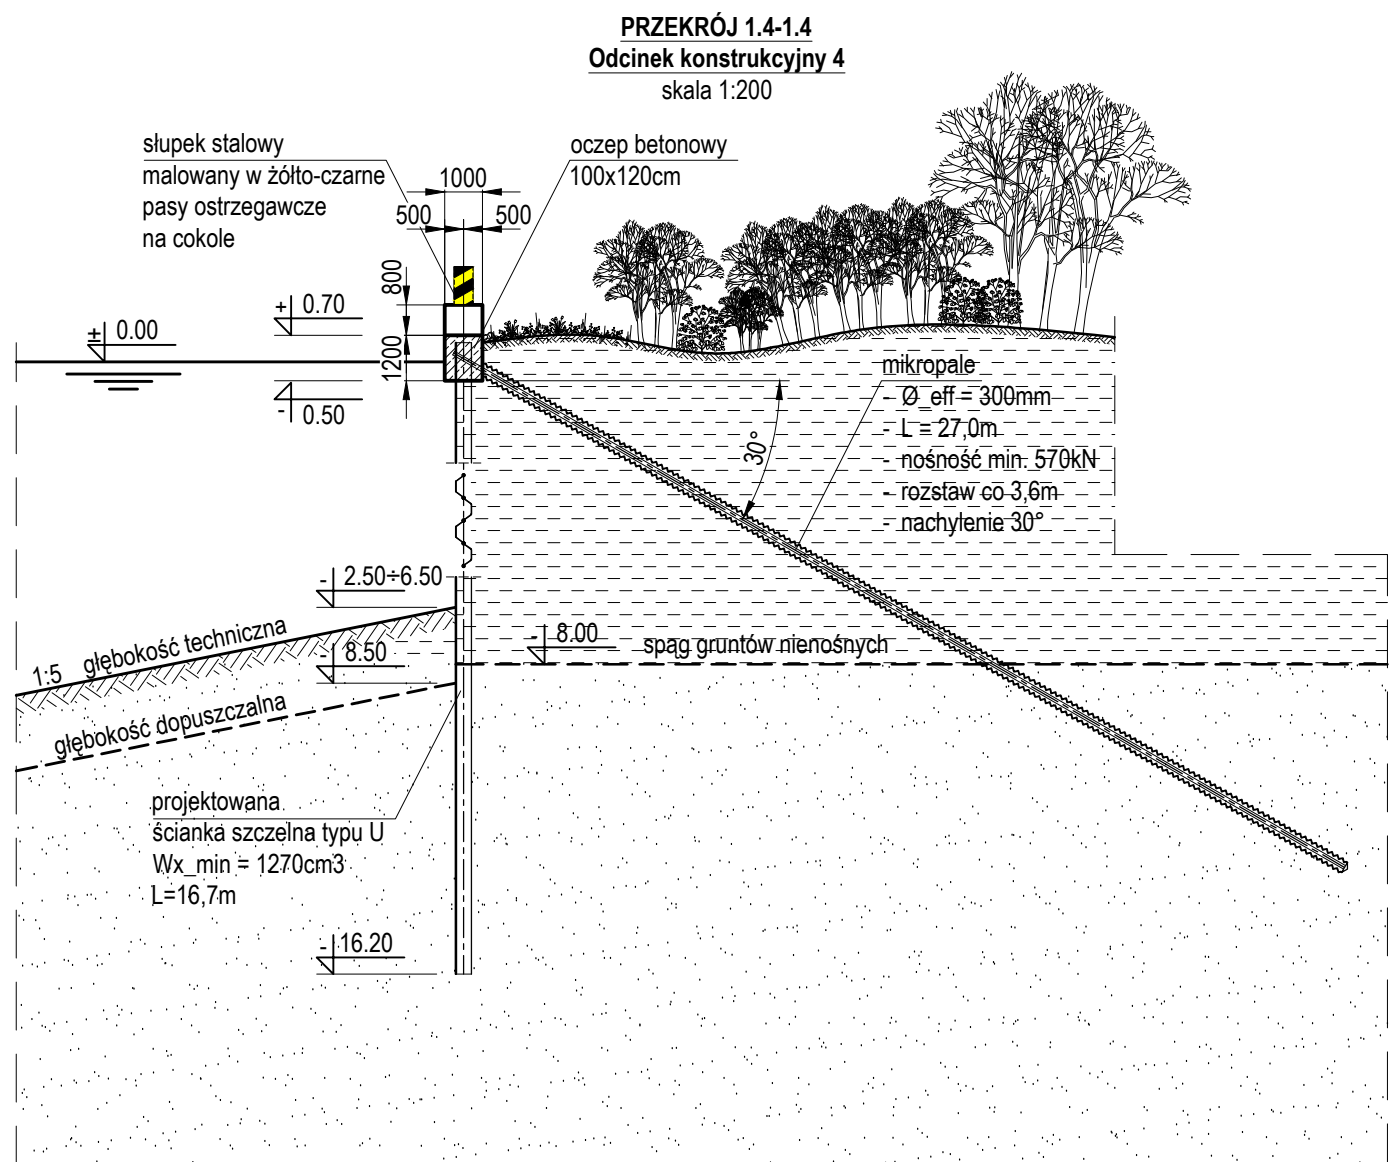 PRZEKRÓJ 1.4-1.4
Odcinek konstrukcyjny 4
skala 1:200
słupek stalowy
malowany w żółto-czarne
pasy ostrzegawcze
na cokole
oczep betonowy
100x120cm
1000
500
500
800
1200
+ 0.70
± 0.00
- 0.50
mikropale
- Ø_eff = 300mm
- L = 27,0m
- nośność min. 570kN
- rozstaw co 3,6m
- nachylenie 30°
30°
- 2.50÷6.50
1:5 głębokość techniczna
- 8.50
- 8.00
spąg gruntów nienośnych
głębokość dopuszczalna
projektowana
ścianka szczelna typu U
Wx_min = 1270cm3
L=16,7m
- 16.20